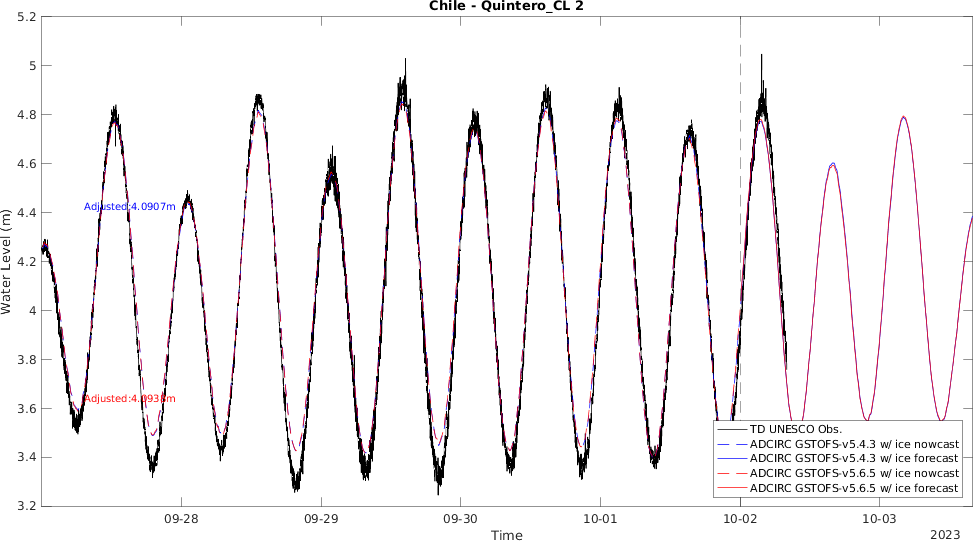 Chile - Quintero_CL 2
5.2
5
4.8
4.6
4.4
4.2
4
3.8
3.6
3.4
3.2
Water Level (m)
Adjusted:4.0907m
TD UNESCO Obs.
ADCIRC GSTOFS-v5.4.3 w/ ice nowcast
ADCIRC GSTOFS-v5.4.3 w/ ice forecast
ADCIRC GSTOFS-v5.6.5 w/ ice nowcast
ADCIRC GSTOFS-v5.6.5 w/ ice forecast
09-28 09-29 09-30 10-01 10-02 10-03
Time
2023